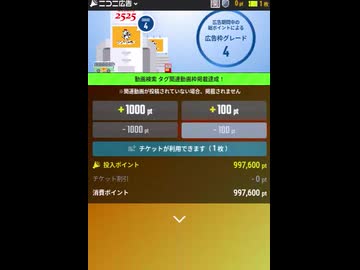 ニコニ広告
0 pt 1 枚
2525
4
広告期間中の
総ポイントによる
広告枠グレード
4
動画検索 タグ関連動画枠掲載達成！
※関連動画が投稿されていない場合、掲載されません
+1000 pt +100 pt
- 1000 pt - 100 pt
チケットが利用できます（1 枚）
投入ポイント 997,600 pt
チケット割引 - 0 pt
消費ポイント 997,600 pt